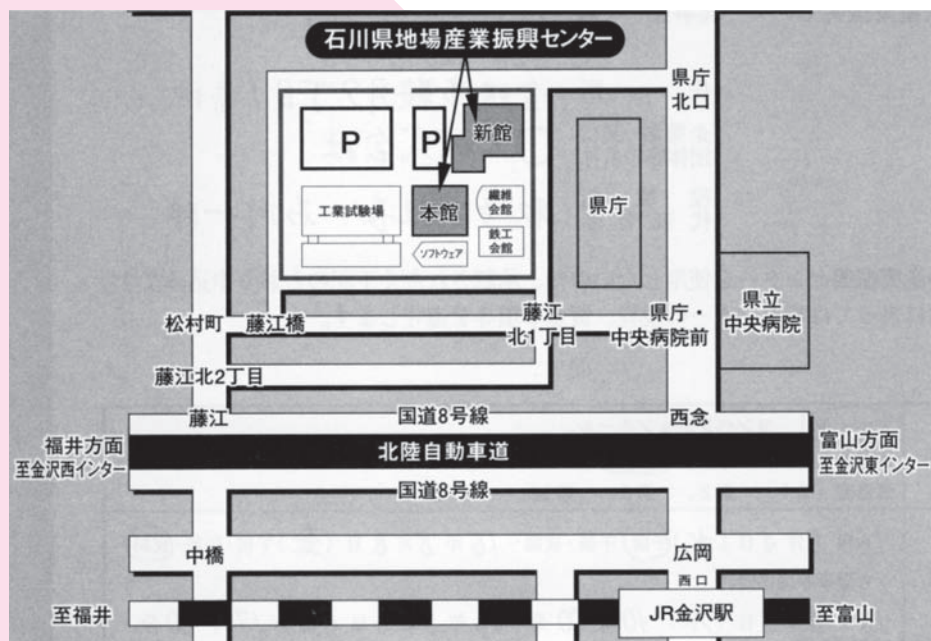 石川県地場産業振興センター
県庁
北口
P
P
新館
県庁
工業試験場
本館
繊維
会館
ソフトウェア
鉄工
会館
松村町
藤江橋
藤江
北1丁目
県庁・
中央病院前
県立
中央病院
藤江北2丁目
藤江
国道8号線
西念
福井方面
至金沢西インター
北陸自動車道
富山方面
至金沢東インター
国道8号線
中橋
広岡
西口
至福井
JR金沢駅
至富山